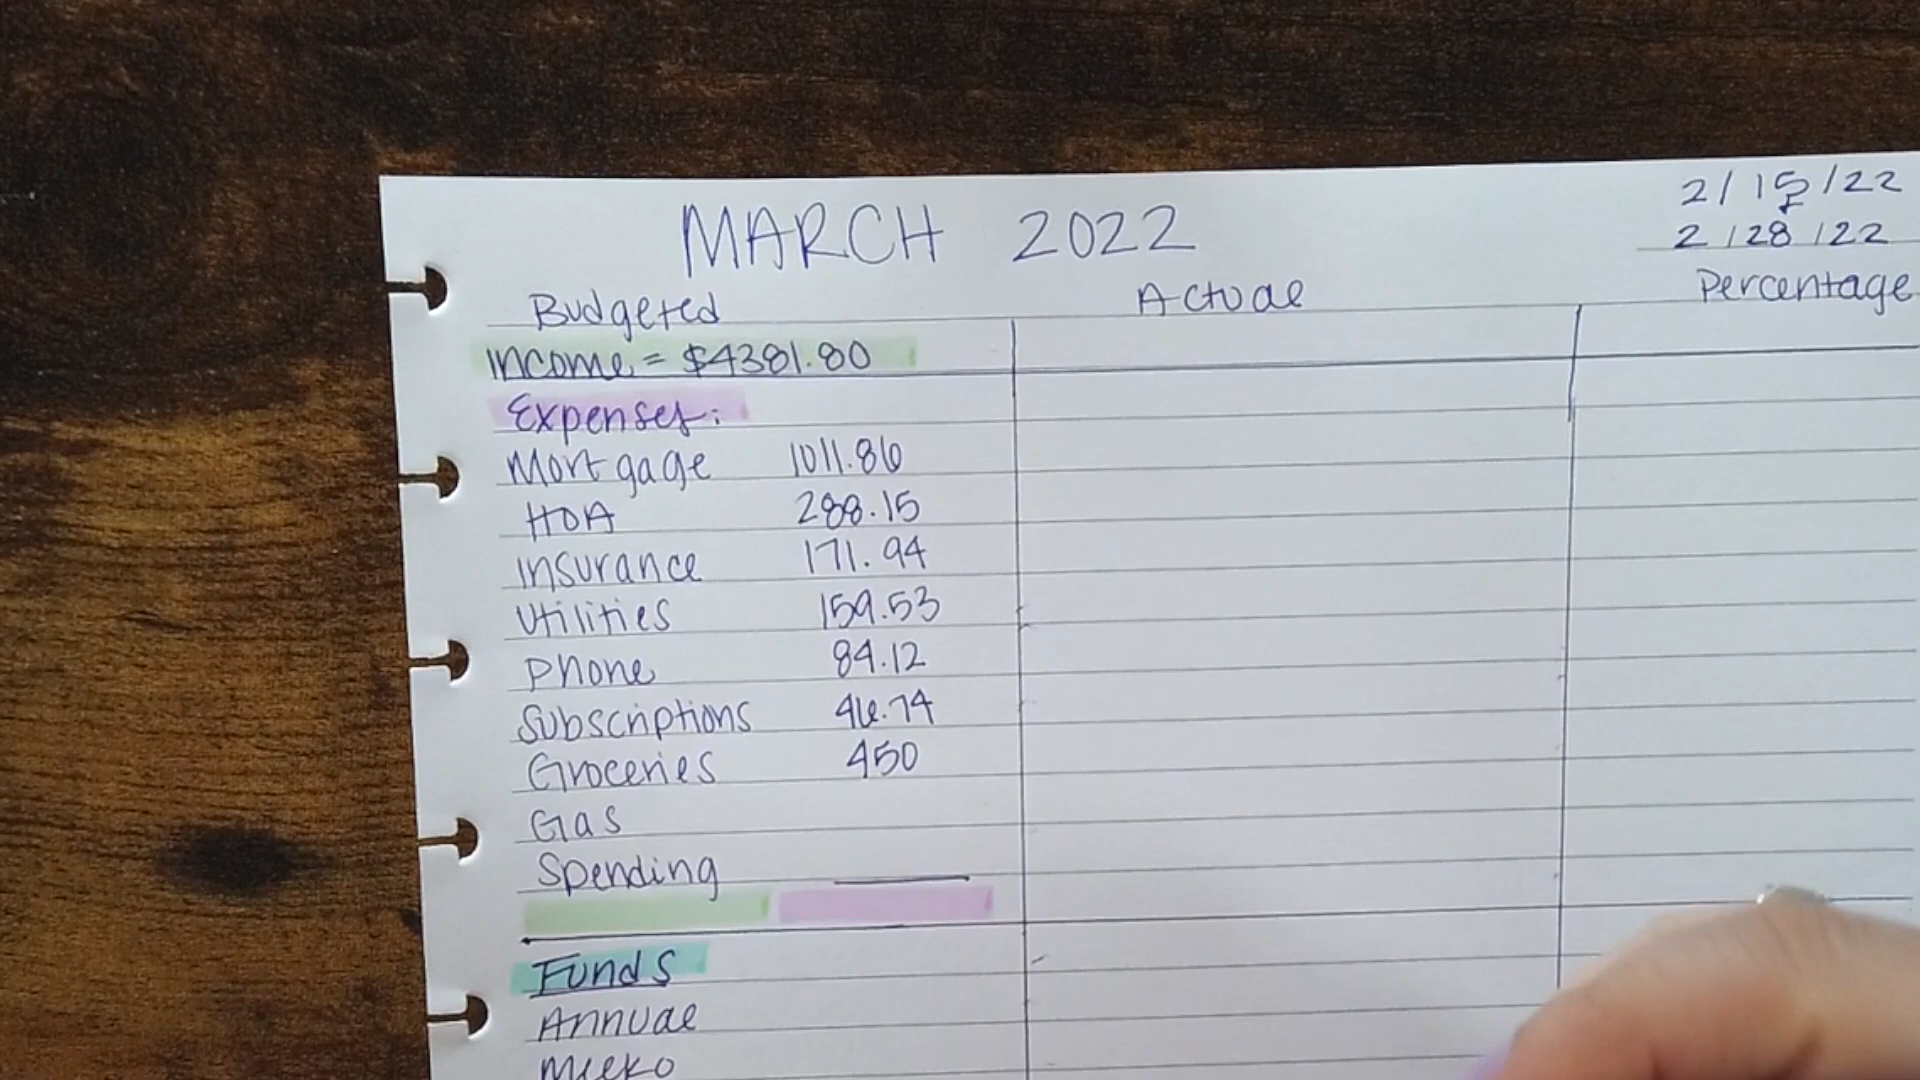 MARCH 2022
2/15/22
2/28/22
Budgeted Actual Percentage
Income = $4381.80
Expenses:
Mortgage 1011.86
HOA 288.15
Insurance 171.94
Utilities 159.53
Phone 84.12
Subscriptions 46.74
Groceries 450
Gas
Spending
Funds
Annual
Meeko